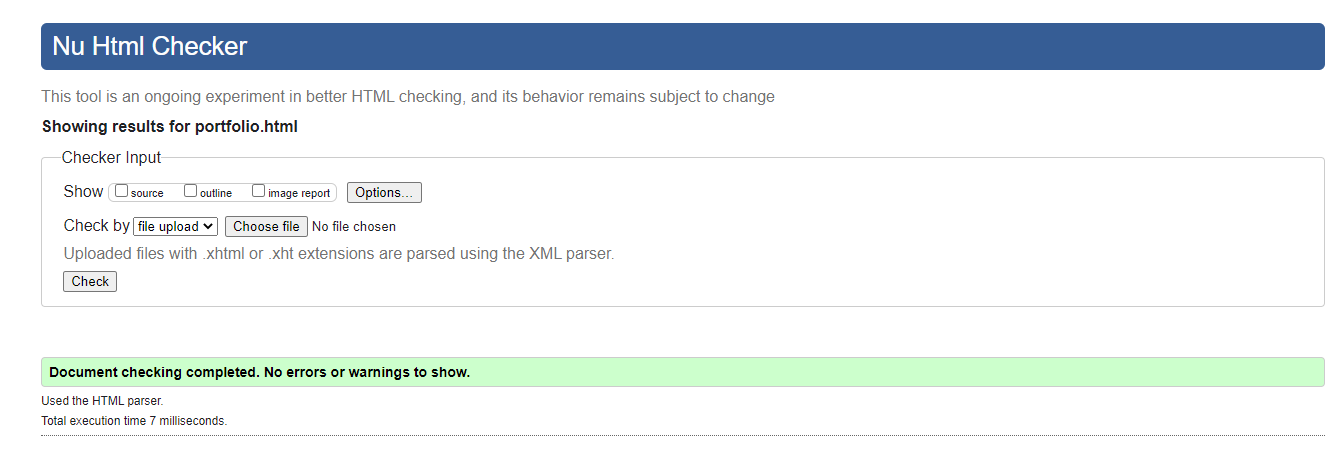 Nu Html Checker
This tool is an ongoing experiment in better HTML checking, and its behavior remains subject to change
Showing results for portfolio.html
Checker Input
Show source outline image report Options...
Check by file upload Choose file No file chosen
Uploaded files with .xhtml or .xht extensions are parsed using the XML parser.
Check
Document checking completed. No errors or warnings to show.
Used the HTML parser.
Total execution time 7 milliseconds.